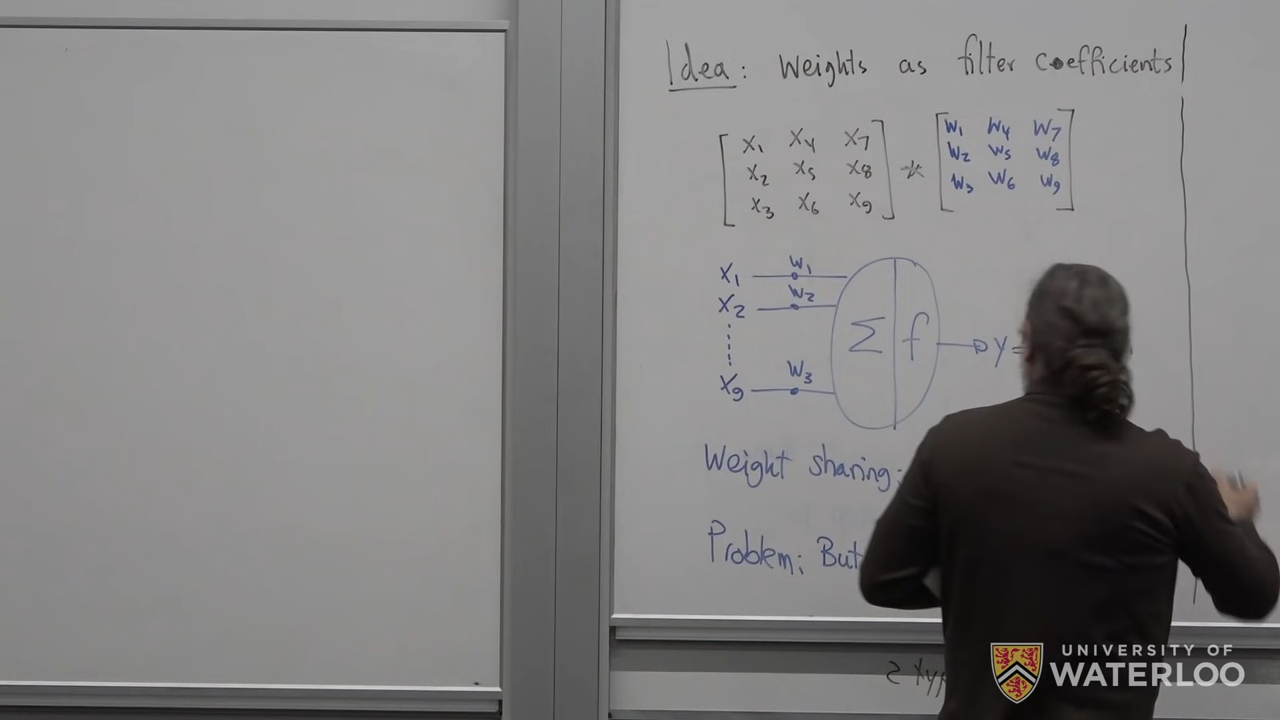 Idea: Weights as filter coefficients
X1 X4 X7 W1 W4 W7
X2 X5 X8 * W2 W5 W8
X3 X6 X9 W3 W6 W9
X1 W1
X2 W2
Σ f y=
X9 W3
Weight sharing:
Problem: But
2
UNIVERSITY OF
WATERLOO